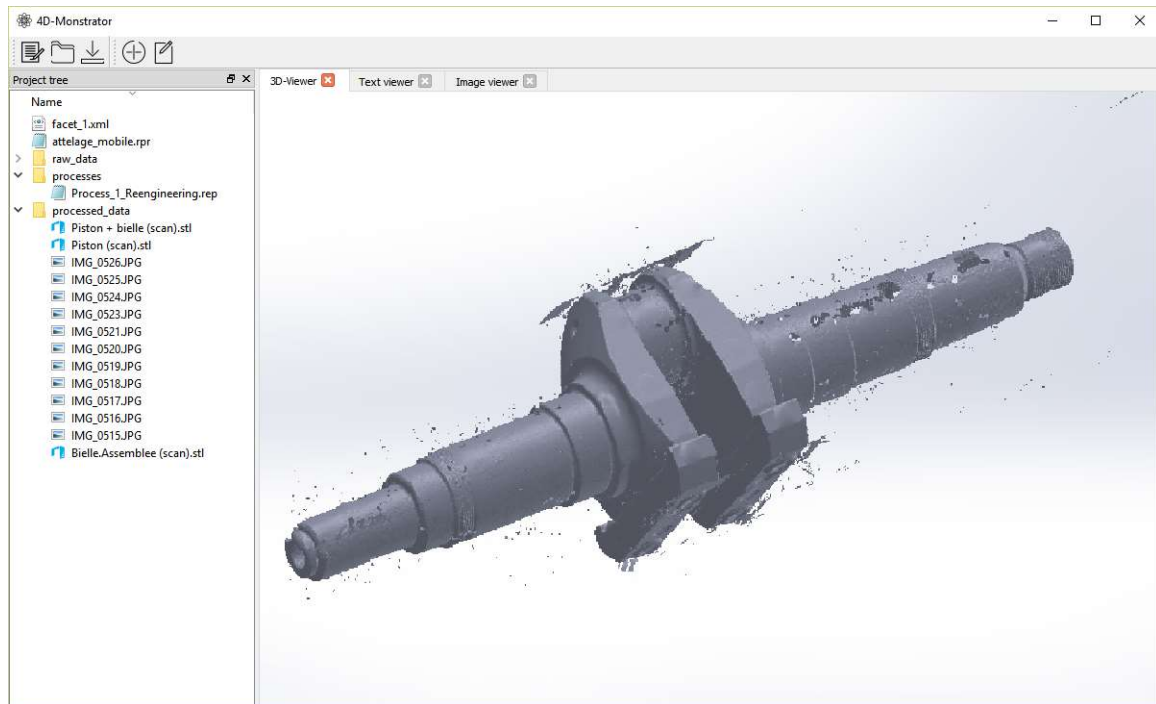 4D-Monstrator
Project tree
3D-Viewer
Text viewer
Image viewer
Name
facet_1.xml
attelage_mobile.rpr
raw_data
processes
Process_1_Reengineering.rep
processed_data
Piston + bielle (scan).stl
Piston (scan).stl
IMG_0526.JPG
IMG_0525.JPG
IMG_0524.JPG
IMG_0523.JPG
IMG_0521.JPG
IMG_0520.JPG
IMG_0519.JPG
IMG_0518.JPG
IMG_0517.JPG
IMG_0516.JPG
IMG_0515.JPG
Bielle.Assemblee (scan).stl